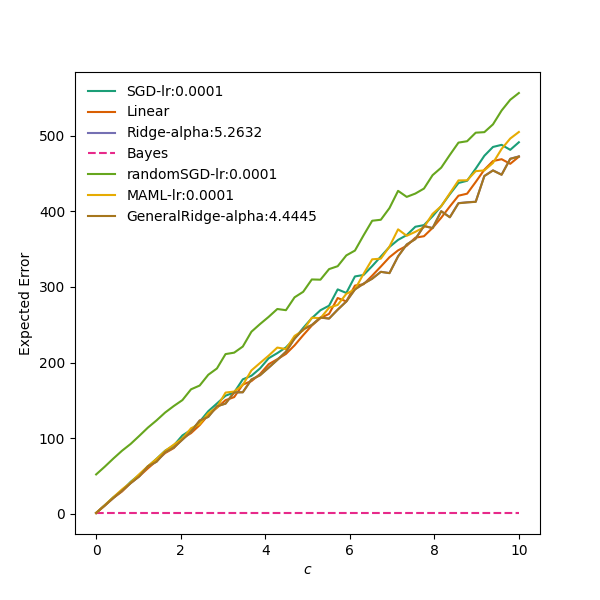 SGD-lr:0.0001
Linear
Ridge-alpha:5.2632
Bayes
randomSGD-lr:0.0001
MAML-lr:0.0001
GeneralRidge-alpha:4.4445
500
400
300
200
100
0
Expected Error
0 2 4 6 8 10
c